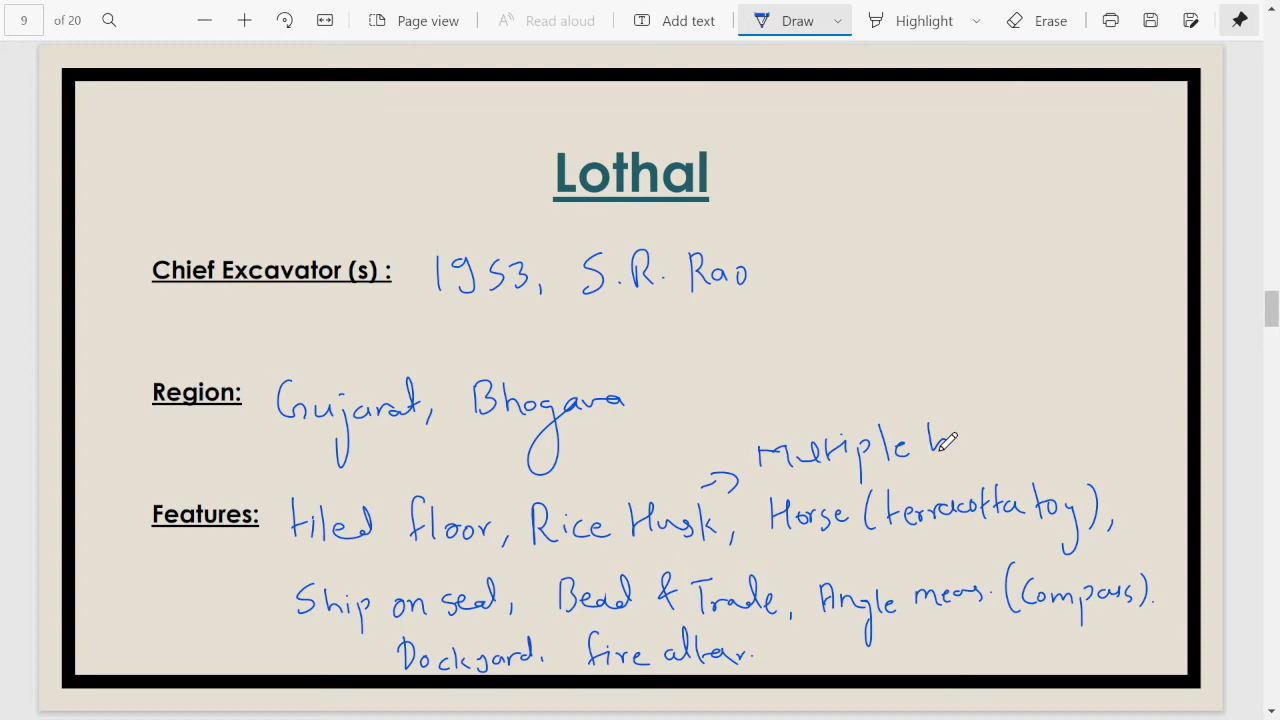 9 of 20 Page view Read aloud Add text Draw Highlight Erase
Lothal
Chief Excavator (s) : 1953, S.R. Rao
Region: Gujarat, Bhogava
Multiple
Features: tiled floor, Rice Husk, → Horse (terracotta toy),
Ship on seal, Bead & Trade, Angle meas. (Compass).
Dockyard. fire altar.